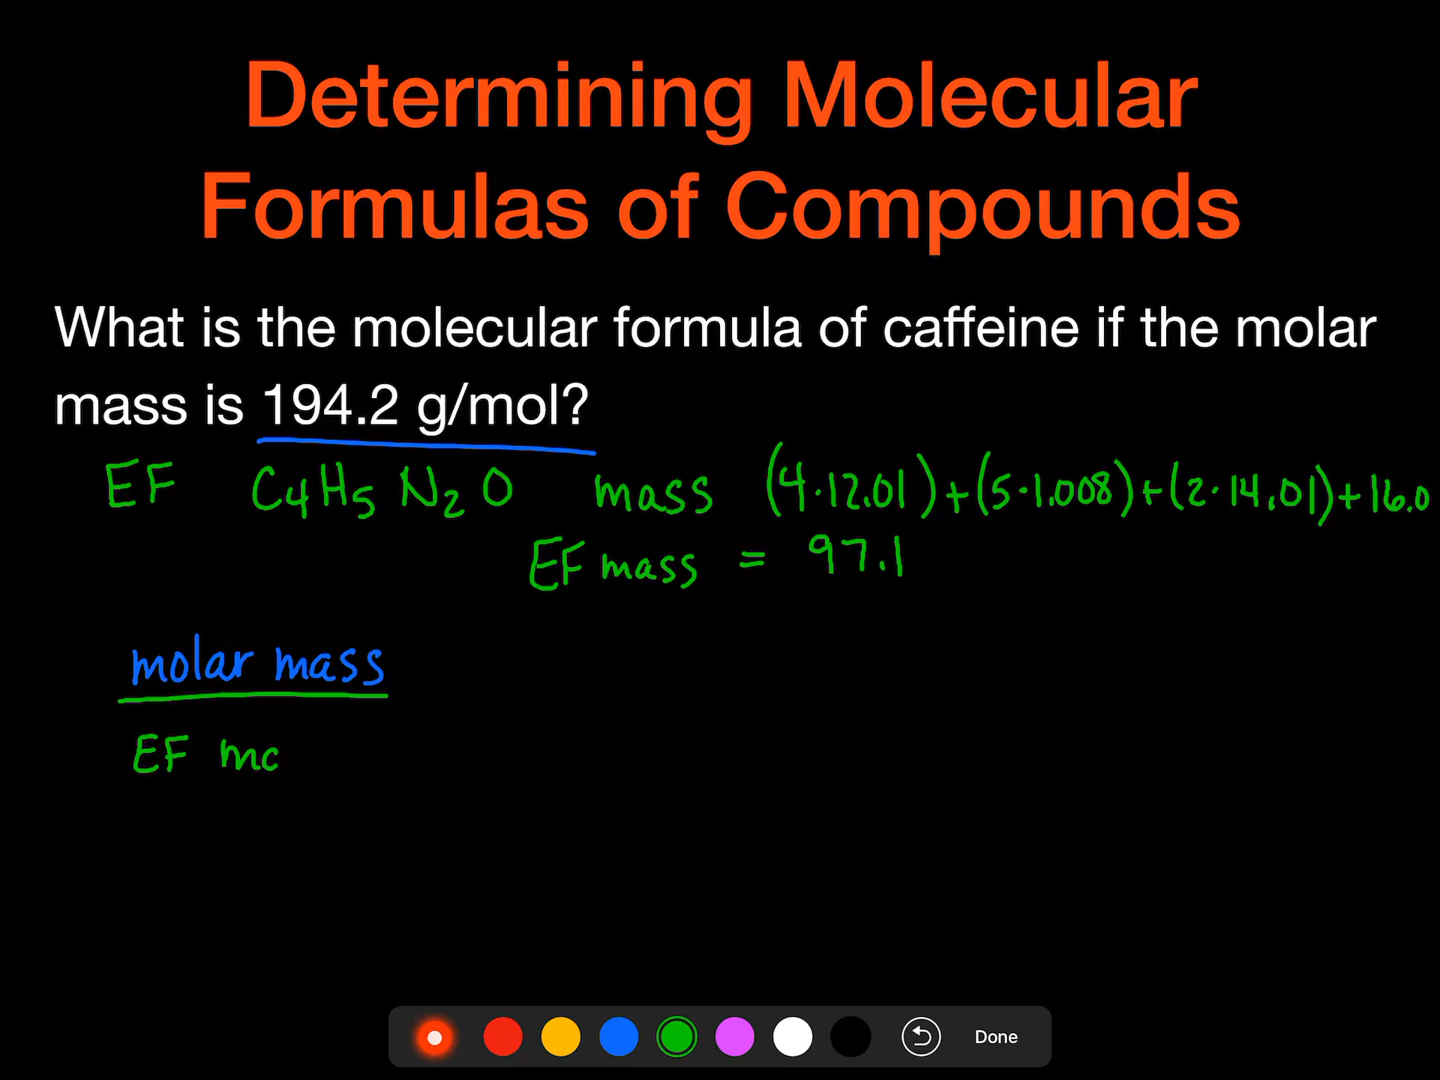 Determining Molecular
Formulas of Compounds
What is the molecular formula of caffeine if the molar
mass is 194.2 g/mol?
EF C4H5N2O mass (4·12.01)+(5·1.008)+(2·14.01)+16.0
EF mass = 97.1
molar mass
EF mc
Done